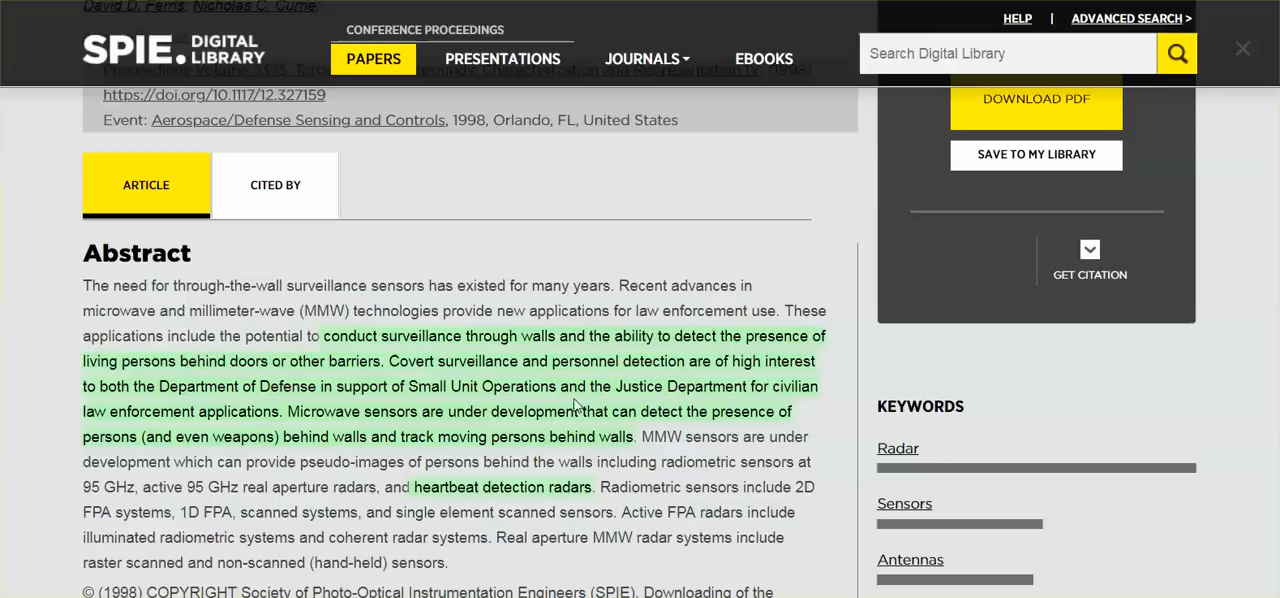 David D. Ferris; Nicholas C. Currie;
CONFERENCE PROCEEDINGS
HELP | ADVANCED SEARCH >
SPIE. DIGITAL LIBRARY
PAPERS PRESENTATIONS JOURNALS EBOOKS
Search Digital Library
https://doi.org/10.1117/12.327159
Event: Aerospace/Defense Sensing and Controls, 1998, Orlando, FL, United States
DOWNLOAD PDF
SAVE TO MY LIBRARY
GET CITATION
ARTICLE CITED BY
Abstract
The need for through-the-wall surveillance sensors has existed for many years. Recent advances in
microwave and millimeter-wave (MMW) technologies provide new applications for law enforcement use. These
applications include the potential to conduct surveillance through walls and the ability to detect the presence of
living persons behind doors or other barriers. Covert surveillance and personnel detection are of high interest
to both the Department of Defense in support of Small Unit Operations and the Justice Department for civilian
law enforcement applications. Microwave sensors are under development that can detect the presence of
persons (and even weapons) behind walls and track moving persons behind walls. MMW sensors are under
development which can provide pseudo-images of persons behind the walls including radiometric sensors at
95 GHz, active 95 GHz real aperture radars, and heartbeat detection radars. Radiometric sensors include 2D
FPA systems, 1D FPA, scanned systems, and single element scanned sensors. Active FPA radars include
illuminated radiometric systems and coherent radar systems. Real aperture MMW radar systems include
raster scanned and non-scanned (hand-held) sensors.
© (1998) COPYRIGHT Society of Photo-Optical Instrumentation Engineers (SPIE). Downloading of the
KEYWORDS
Radar
Sensors
Antennas